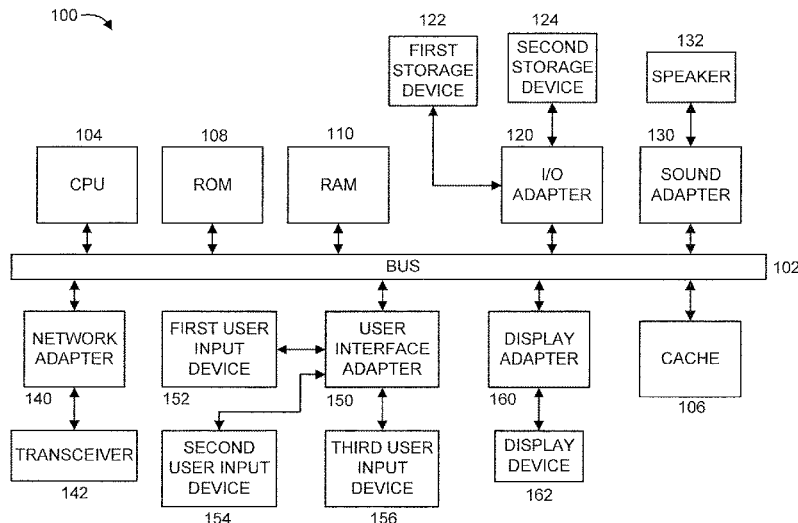 100
122
FIRST
STORAGE
DEVICE
124
SECOND
STORAGE
DEVICE
132
SPEAKER
104
CPU
108
ROM
110
RAM
120
I/O
ADAPTER
130
SOUND
ADAPTER
BUS
102
NETWORK
ADAPTER
140
FIRST USER
INPUT
DEVICE
152
USER
INTERFACE
ADAPTER
150
DISPLAY
ADAPTER
160
CACHE
106
TRANSCEIVER
142
SECOND
USER INPUT
DEVICE
154
THIRD USER
INPUT
DEVICE
156
DISPLAY
DEVICE
162